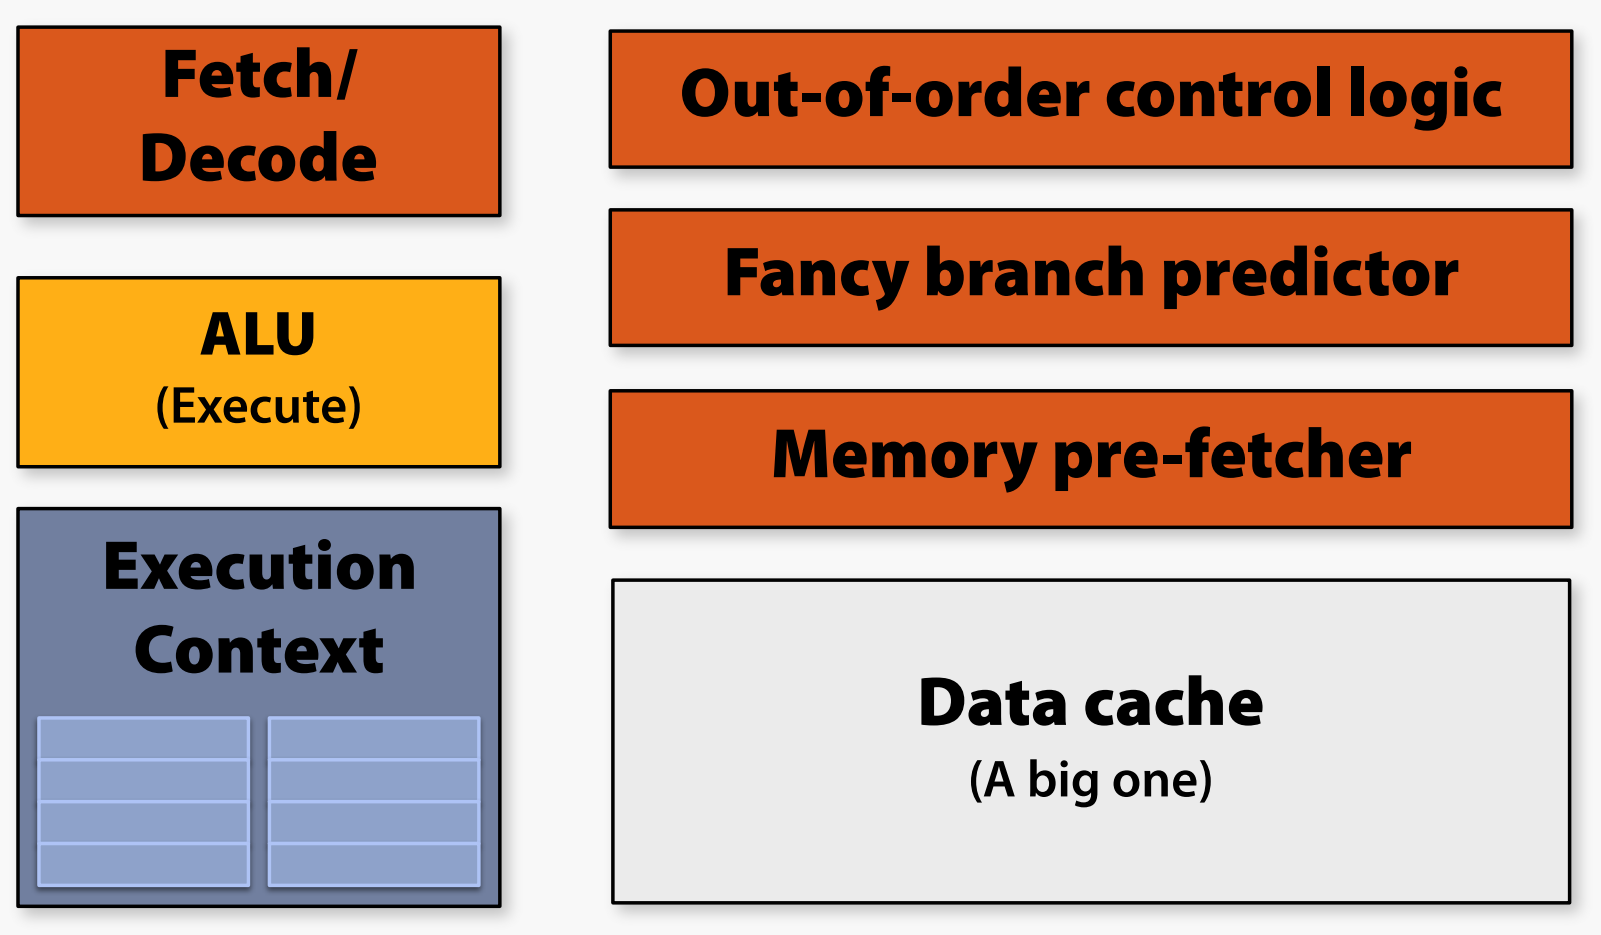 Fetch/
Decode
ALU
(Execute)
Execution
Context
Out-of-order control logic
Fancy branch predictor
Memory pre-fetcher
Data cache
(A big one)